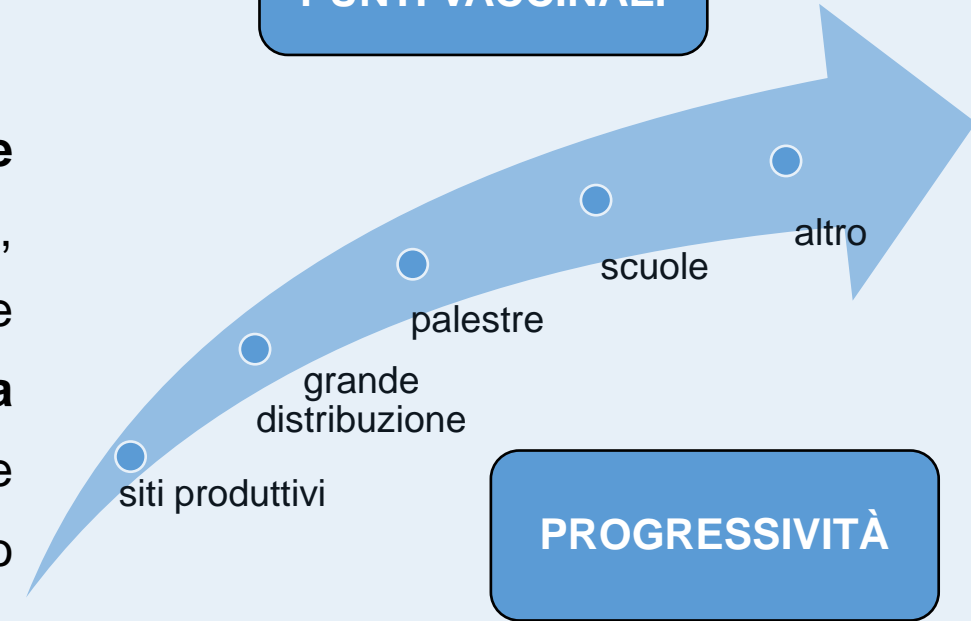 PUNTI VACCINALI
e
,
e
a
e
o
altro
scuole
palestre
grande
distribuzione
siti produttivi
PROGRESSIVITÀ